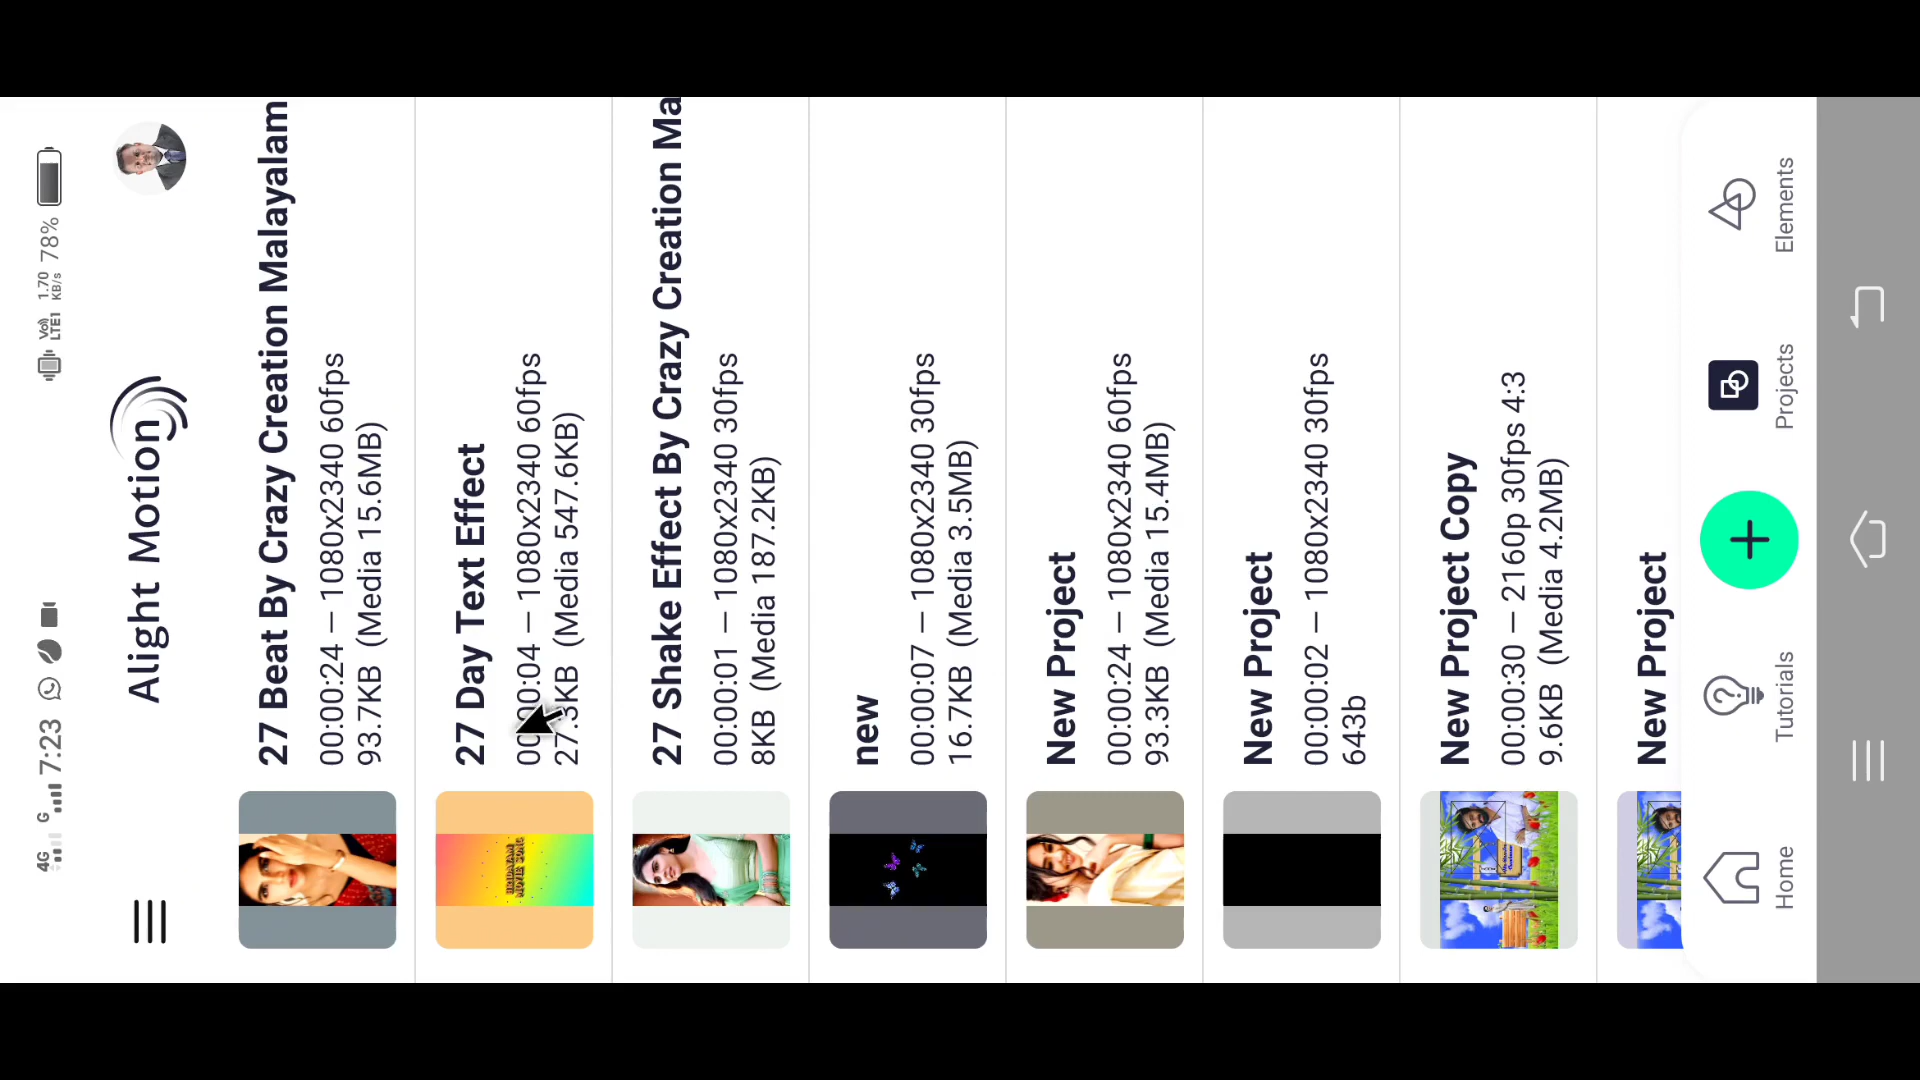 4G G 7:23
Vo) LTE1 1.70 KB/s 78%
Alight Motion
27 Beat By Crazy Creation Malayalam
00:00:24 — 1080x2340 60fps
93.7KB (Media 15.6MB)
27 Day Text Effect
00:00:04 — 1080x2340 60fps
27.3KB (Media 547.6KB)
27 Shake Effect By Crazy Creation Ma
00:00:01 — 1080x2340 30fps
8KB (Media 187.2KB)
new
00:00:07 — 1080x2340 30fps
16.7KB (Media 3.5MB)
New Project
00:00:24 — 1080x2340 60fps
93.3KB (Media 15.4MB)
New Project
00:00:02 — 1080x2340 30fps
643b
New Project Copy
00:00:30 — 2160p 30fps 4:3
9.6KB (Media 4.2MB)
New Project
Home
Tutorials
Projects
Elements